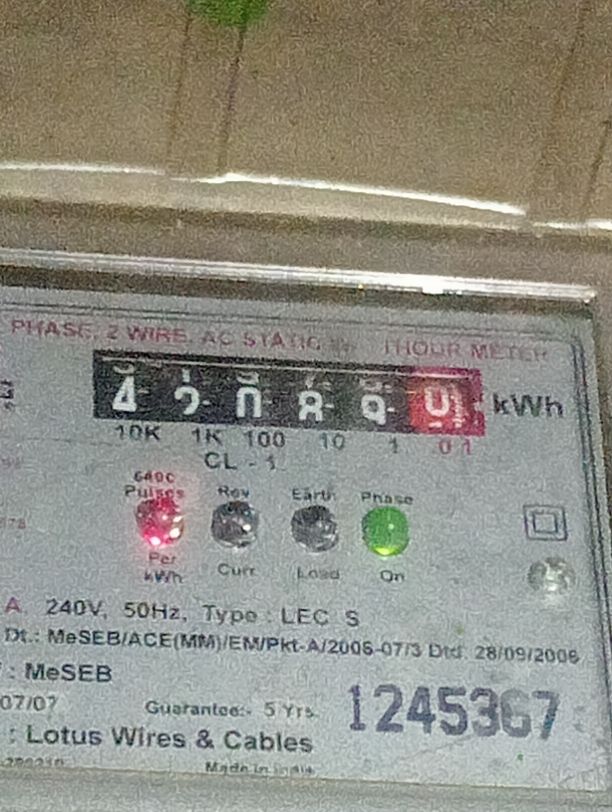 PHASE, 2 WIRE, AC STATIC HOUR METER
kWh
10K 1K 100 10 1 0.1
CL - 1
6400
Pulses Rev Earth Phase
Per
kWh Curr Load On
A. 240V, 50Hz, Type : LEC S
Dt.: MeSEB/ACE(MM)/EM/Pkt-A/2006-07/3 Dtd. 28/09/2006
: MeSEB
07/07 Guarantee:- 5 Yrs. 1245367
: Lotus Wires & Cables
Made in India